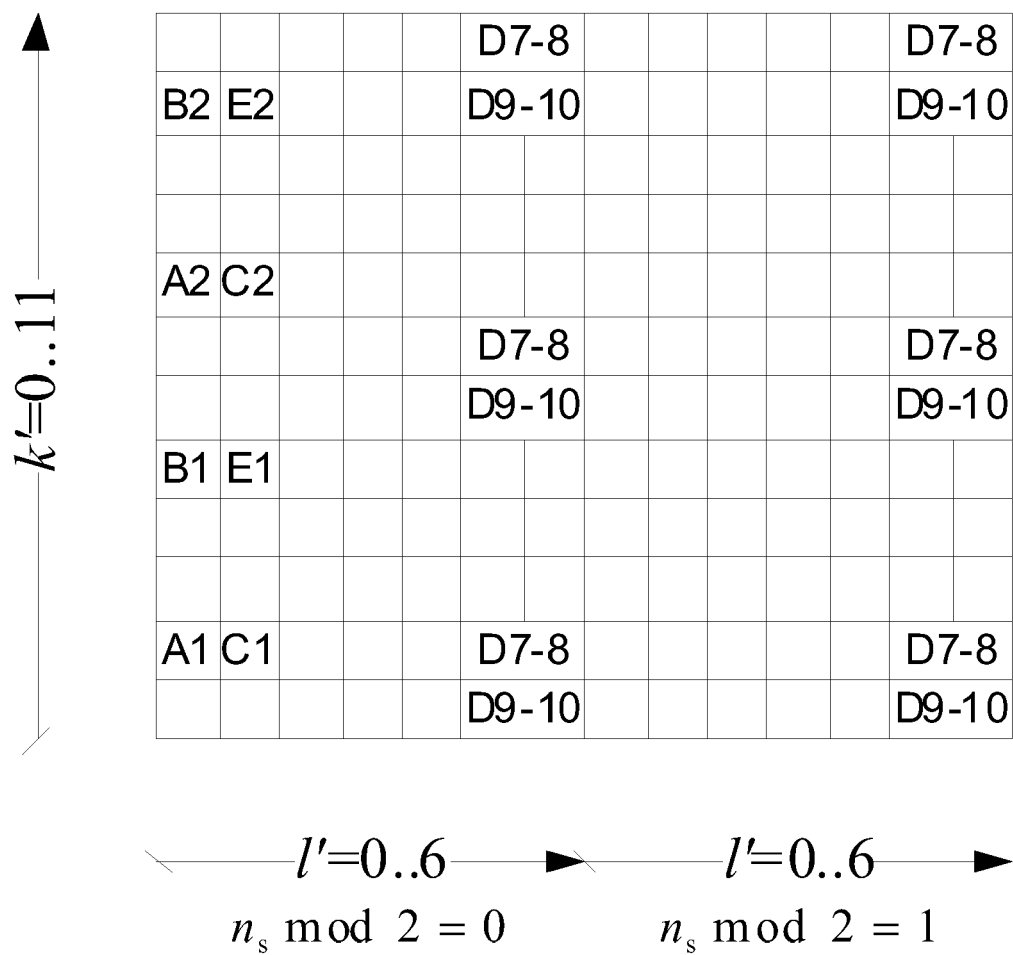 D7-8 D7-8
B2 E2 D9-10 D9-10
A2 C2
D7-8 D7-8
D9-10 D9-10
B1 E1
A1 C1 D7-8 D7-8
D9-10 D9-10
k'=0..11
l'=0..6 l'=0..6
nₛ mod 2 = 0 nₛ mod 2 = 1